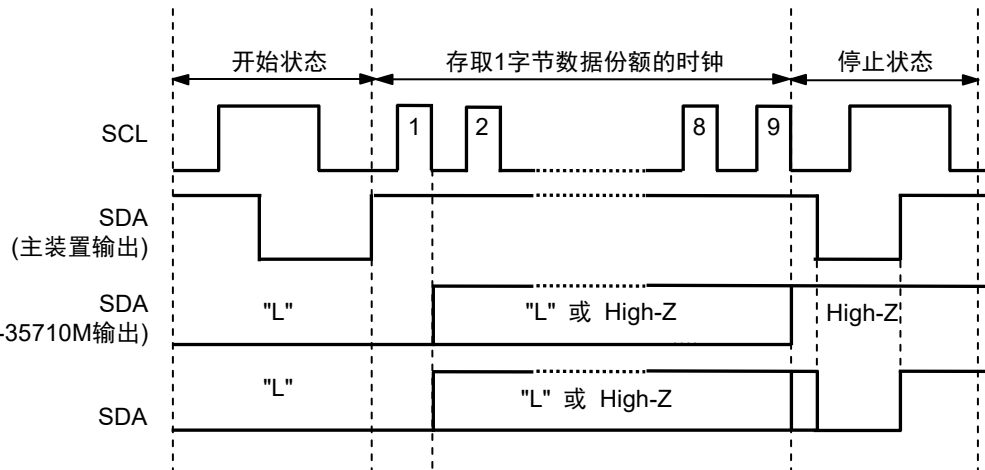 开始状态
存取1字节数据份额的时钟
停止状态
SCL
1
2
8
9
SDA
(主装置输出)
SDA
-35710M输出)
"L"
"L" 或 High-Z
High-Z
SDA
"L"
"L" 或 High-Z